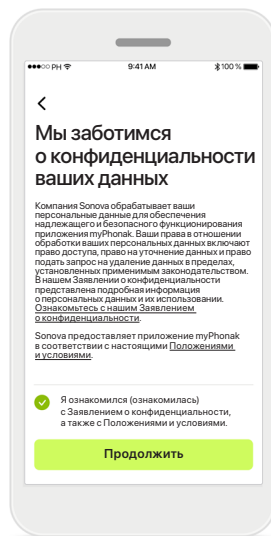 ●●●○○ PH 9:41 AM 100 %
Мы заботимся
о конфиденциальности
ваших данных
Компания Sonova обрабатывает ваши
персональные данные для обеспечения
надлежащего и безопасного функционирования
приложения myPhonak. Ваши права в отношении
обработки ваших персональных данных включают
право доступа, право на уточнение данных и право
подать запрос на удаление данных в пределах,
установленных применимым законодательством.
В нашем Заявлении о конфиденциальности
представлена подробная информация
о персональных данных и их использовании.
Ознакомьтесь с нашим Заявлением
о конфиденциальности.
Sonova предоставляет приложение myPhonak
в соответствии с настоящими Положениями
и условиями.
Я ознакомился (ознакомилась)
с Заявлением о конфиденциальности,
а также с Положениями и условиями.
Продолжить